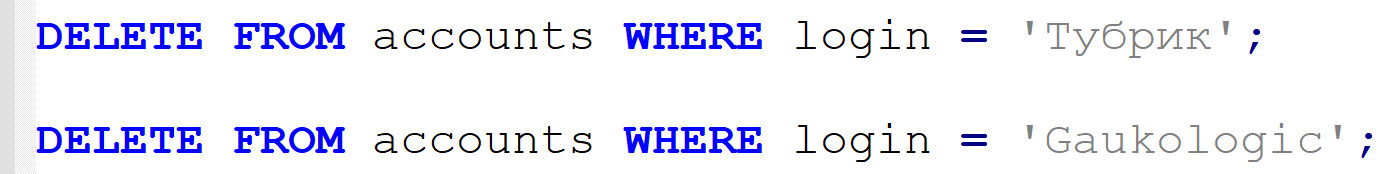 DELETE FROM accounts WHERE login = 'Тубрик';
DELETE FROM accounts WHERE login = 'Gaukologic';